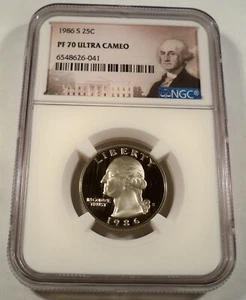 1986 S 25C
PF 70 ULTRA CAMEO
6548626-041
NGC®
LIBERTY
IN GOD WE
TRUST
S
1986